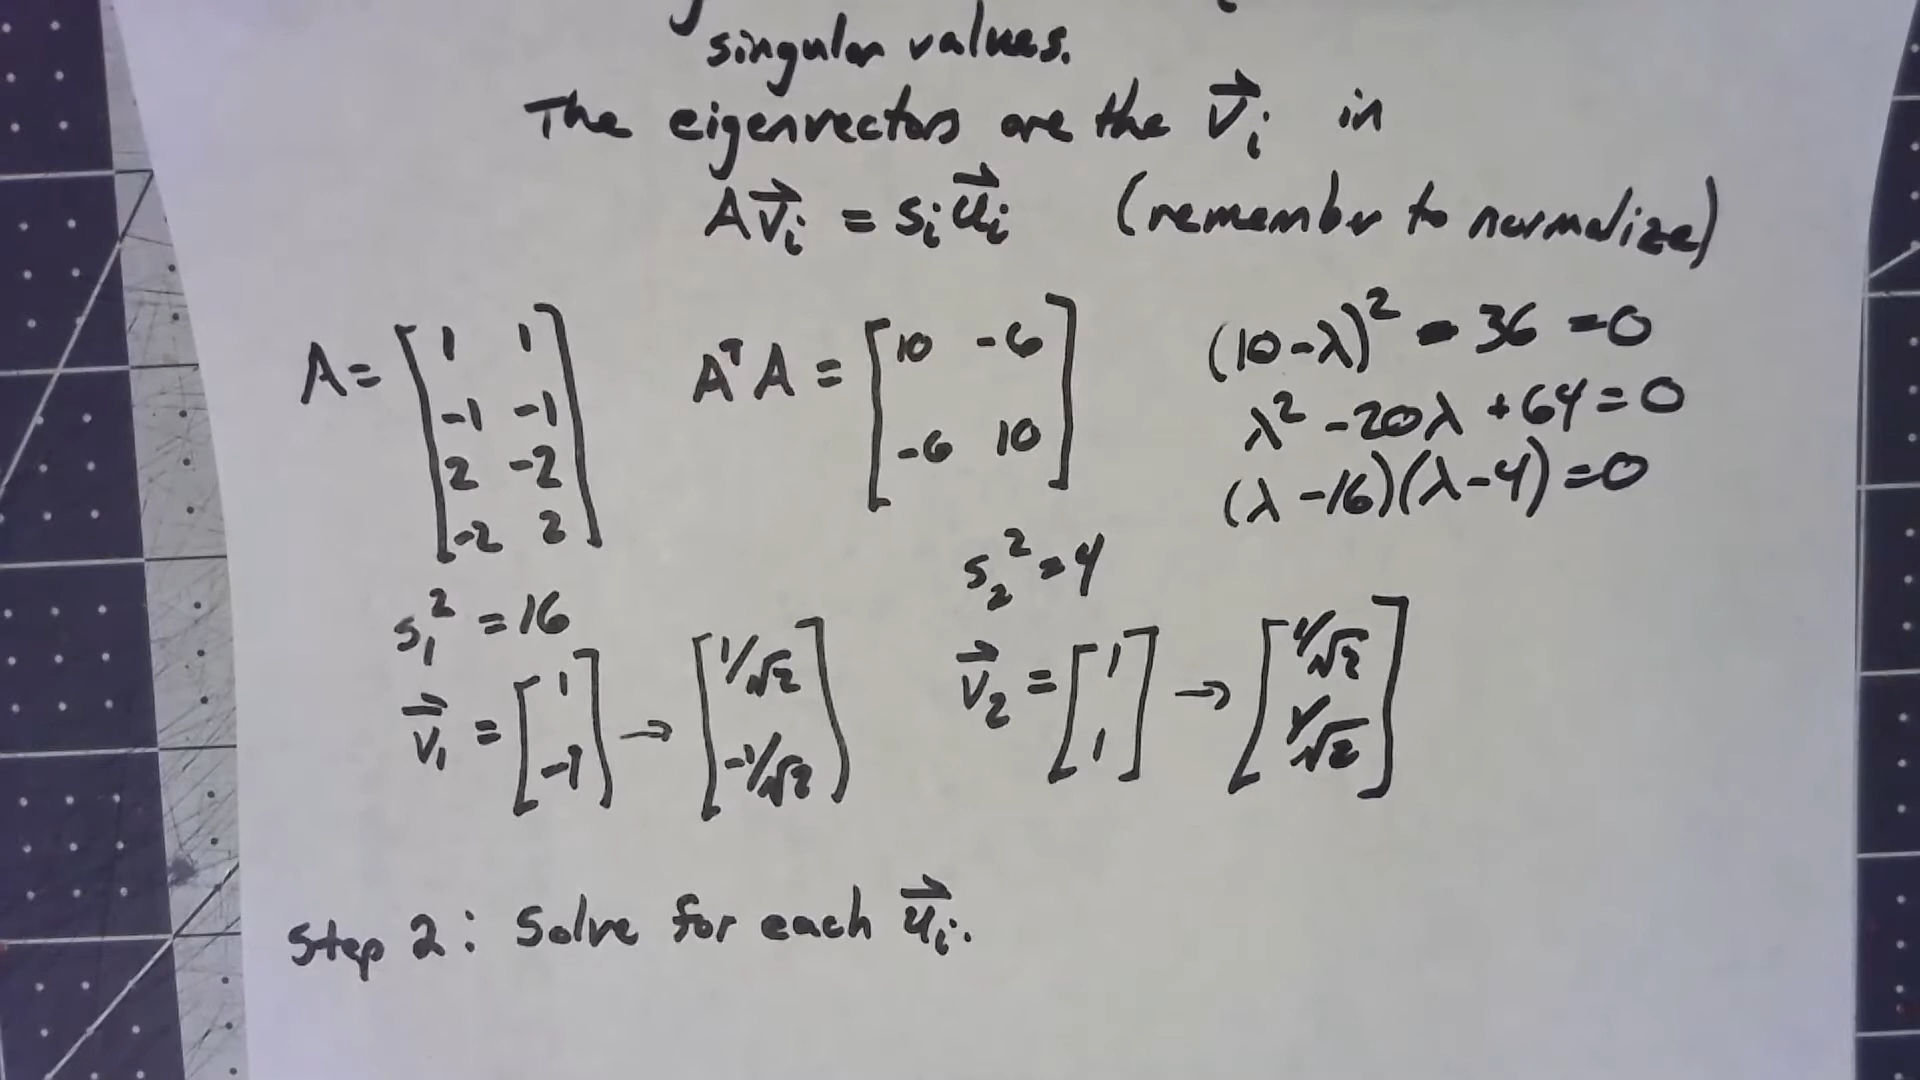 singular values.
The eigenvectors are the v⃗ᵢ in
Av⃗ᵢ = sᵢu⃗ᵢ (remember to normalize)
A = [1 1; -1 -1; 2 -2; -2 2] AᵀA = [10 -6; -6 10] (10-λ)² - 36 = 0
λ² - 20λ + 64 = 0
(λ - 16)(λ - 4) = 0
s₁² = 16 s₂² = 4
v⃗₁ = [1; -1] → [1/√2; -1/√2] v⃗₂ = [1; 1] → [1/√2; 1/√2]
Step 2: Solve for each u⃗ᵢ.